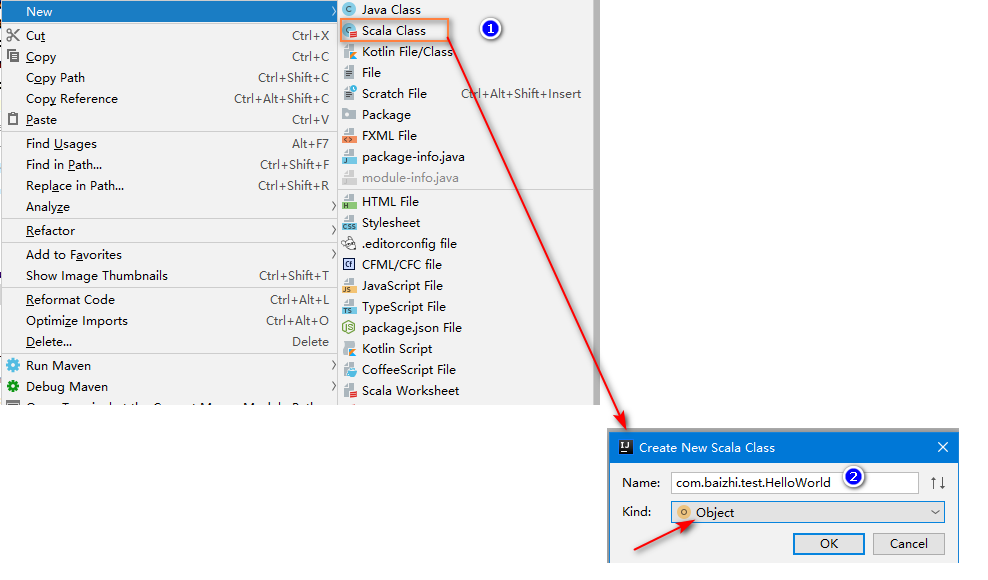 New
Cut Ctrl+X
Copy Ctrl+C
Copy Path Ctrl+Shift+C
Copy Reference Ctrl+Alt+Shift+C
Paste Ctrl+V
Find Usages Alt+F7
Find in Path... Ctrl+Shift+F
Replace in Path... Ctrl+Shift+R
Analyze
Refactor
Add to Favorites
Show Image Thumbnails Ctrl+Shift+T
Reformat Code Ctrl+Alt+L
Optimize Imports Ctrl+Alt+O
Delete... Delete
Run Maven
Debug Maven
Java Class
Scala Class 1
Kotlin File/Class
File
Scratch File Ctrl+Alt+Shift+Insert
Package
FXML File
package-info.java
module-info.java
HTML File
Stylesheet
.editorconfig file
CFML/CFC file
JavaScript File
TypeScript File
package.json File
Kotlin Script
CoffeeScript File
Scala Worksheet
Create New Scala Class
Name: com.baizhi.test.HelloWorld 2
Kind: Object
OK Cancel